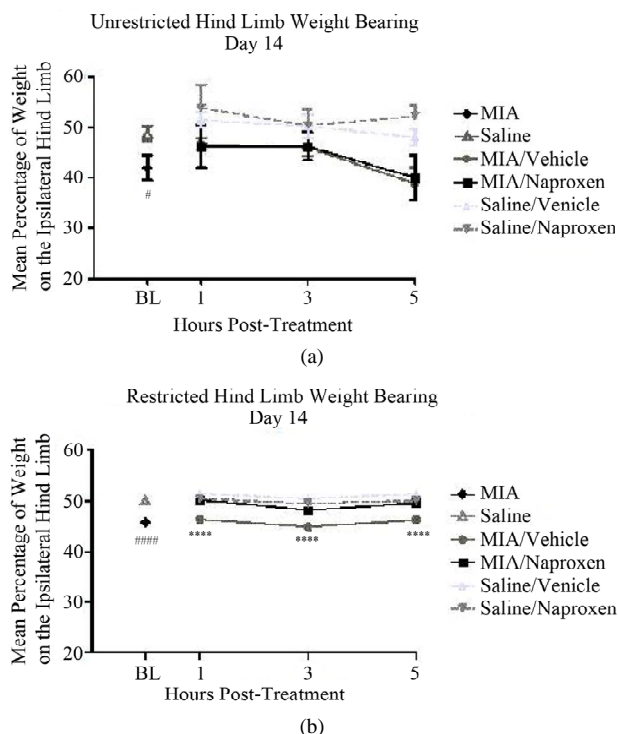 Unrestricted Hind Limb Weight Bearing
Day 14
Mean Percentage of Weight
on the Ipsilateral Hind Limb
60
50
40
30
20
#
BL
1
3
5
Hours Post-Treatment
MIA
Saline
MIA/Vehicle
MIA/Naproxen
Saline/Venicle
Saline/Naproxen
(a)
Restricted Hind Limb Weight Bearing
Day 14
Mean Percentage of Weight
on the Ipsilateral Hind Limb
60
50
40
30
20
####
****
****
****
BL
1
3
5
Hours Post-Treatment
MIA
Saline
MIA/Vehicle
MIA/Naproxen
Saline/Venicle
Saline/Naproxen
(b)